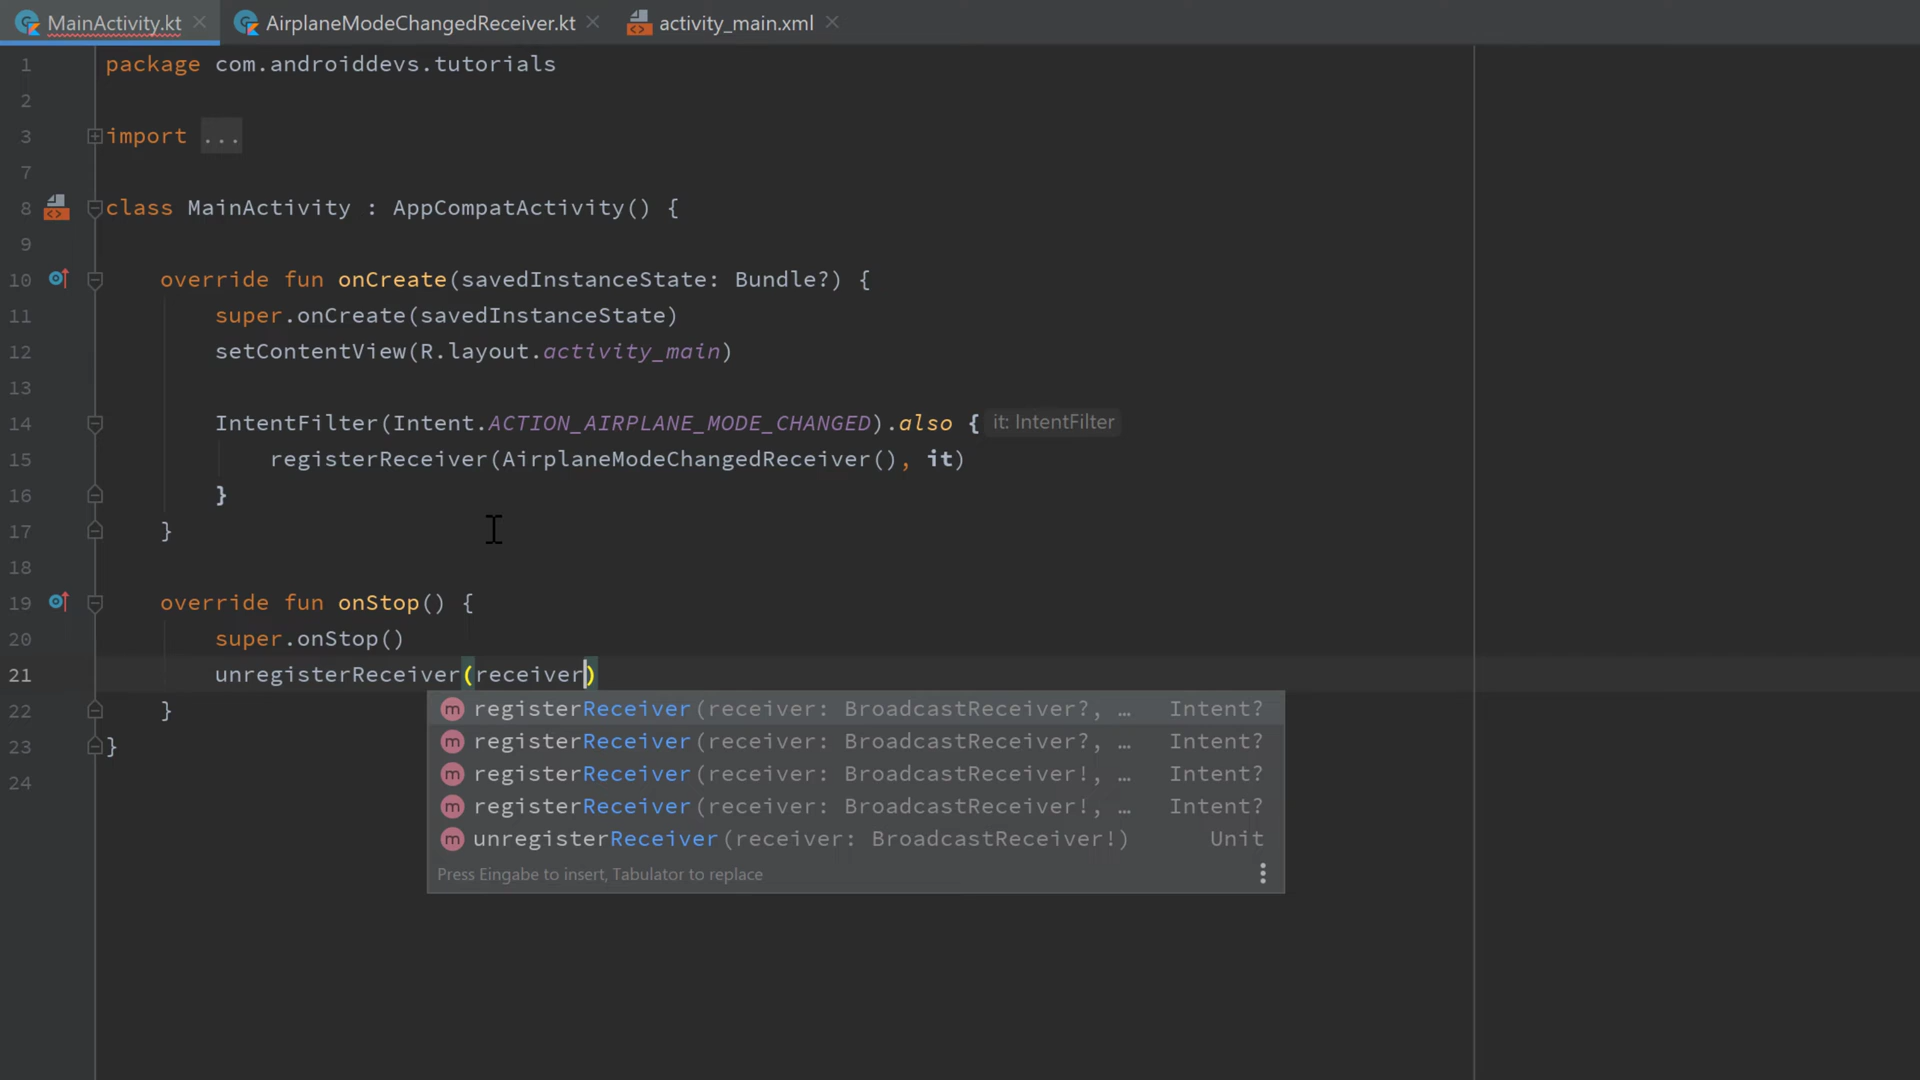 MainActivity.kt AirplaneModeChangedReceiver.kt activity_main.xml
1 package com.androiddevs.tutorials
2
3 import ...
7
8 class MainActivity : AppCompatActivity() {
9
10 override fun onCreate(savedInstanceState: Bundle?) {
11 super.onCreate(savedInstanceState)
12 setContentView(R.layout.activity_main)
13
14 IntentFilter(Intent.ACTION_AIRPLANE_MODE_CHANGED).also { it: IntentFilter
15 registerReceiver(AirplaneModeChangedReceiver(), it)
16 }
17 }
18
19 override fun onStop() {
20 super.onStop()
21 unregisterReceiver(receiver)
22 }
registerReceiver(receiver: BroadcastReceiver?, … Intent?
23 }
registerReceiver(receiver: BroadcastReceiver?, … Intent?
24
registerReceiver(receiver: BroadcastReceiver!, … Intent?
registerReceiver(receiver: BroadcastReceiver!, … Intent?
unregisterReceiver(receiver: BroadcastReceiver!) Unit
Press Eingabe to insert, Tabulator to replace